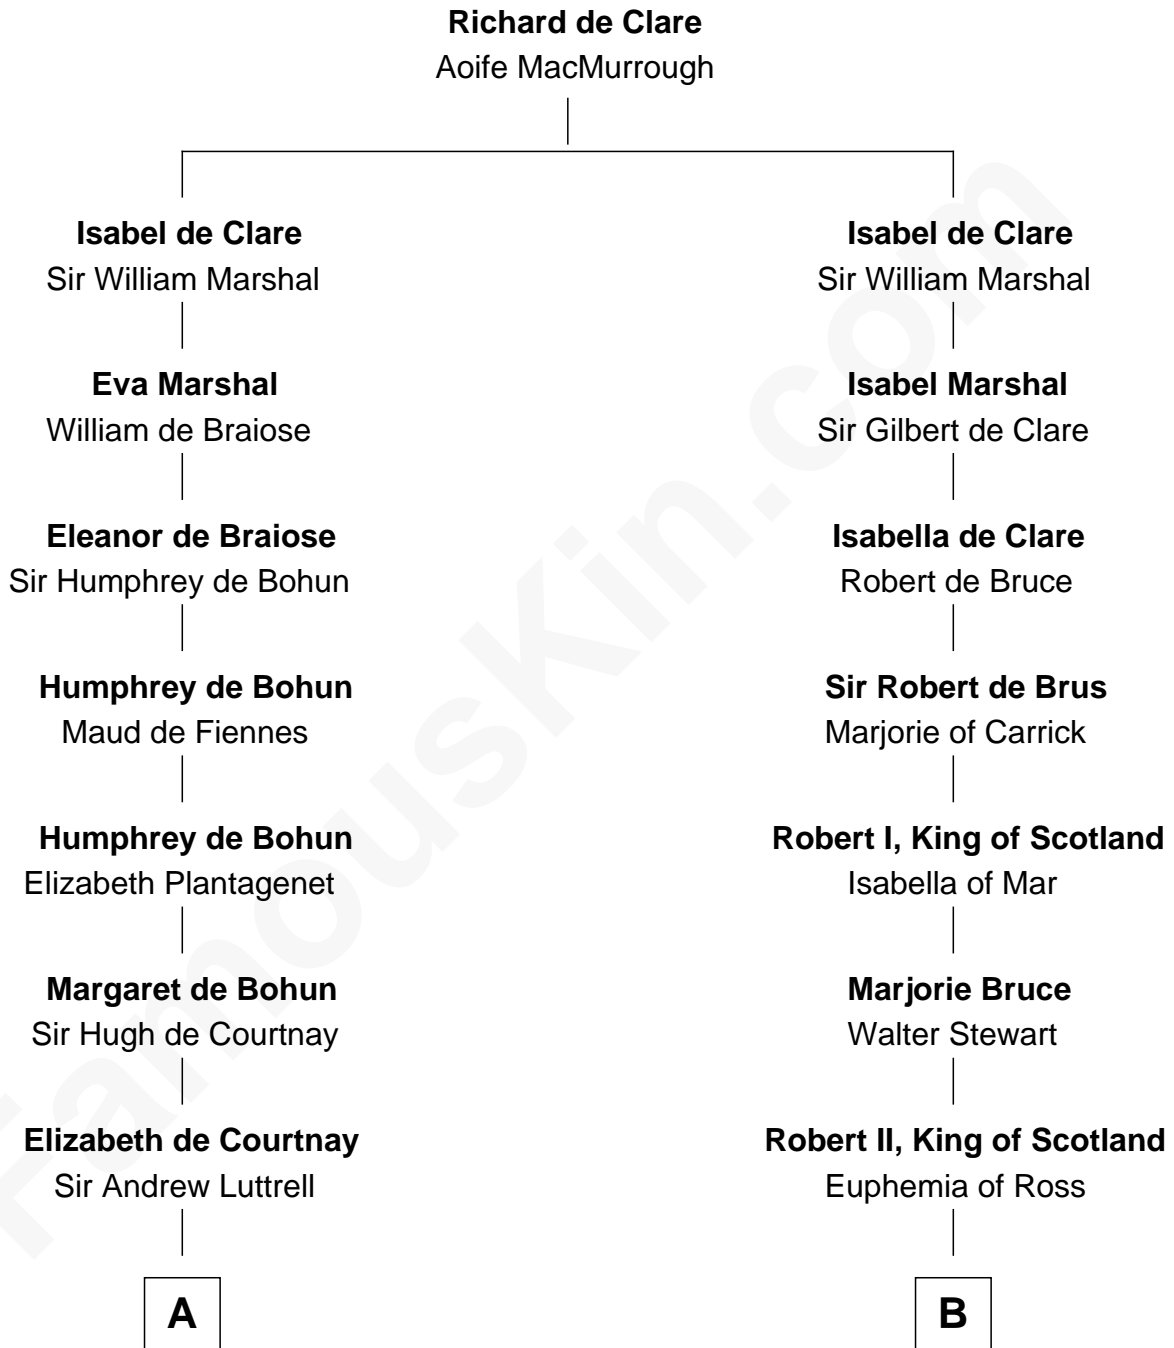 Richard de Clare
Aoife MacMurrough
Isabel de Clare
Sir William Marshal
Isabel de Clare
Sir William Marshal
Eva Marshal
William de Braiose
Isabel Marshal
Sir Gilbert de Clare
Eleanor de Braiose
Sir Humphrey de Bohun
Isabella de Clare
Robert de Bruce
Humphrey de Bohun
Maud de Fiennes
Sir Robert de Brus
Marjorie of Carrick
Humphrey de Bohun
Elizabeth Plantagenet
Robert I, King of Scotland
Isabella of Mar
Margaret de Bohun
Sir Hugh de Courtnay
Marjorie Bruce
Walter Stewart
Elizabeth de Courtnay
Sir Andrew Luttrell
Robert II, King of Scotland
Euphemia of Ross
A
B
FamousKin.com